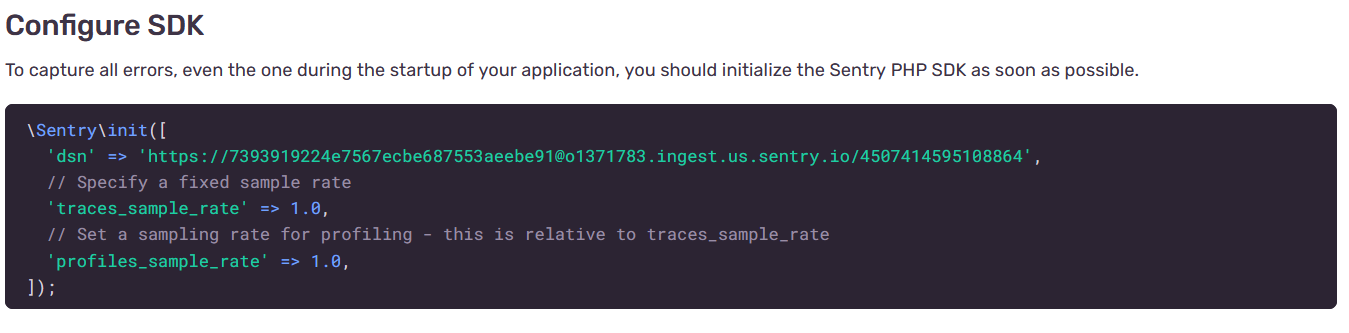 Configure SDK
To capture all errors, even the one during the startup of your application, you should initialize the Sentry PHP SDK as soon as possible.
\Sentry\init([
  'dsn' => 'https://7393919224e7567ecbe687553aeebe91@o1371783.ingest.us.sentry.io/4507414595108864',
  // Specify a fixed sample rate
  'traces_sample_rate' => 1.0,
  // Set a sampling rate for profiling - this is relative to traces_sample_rate
  'profiles_sample_rate' => 1.0,
]);